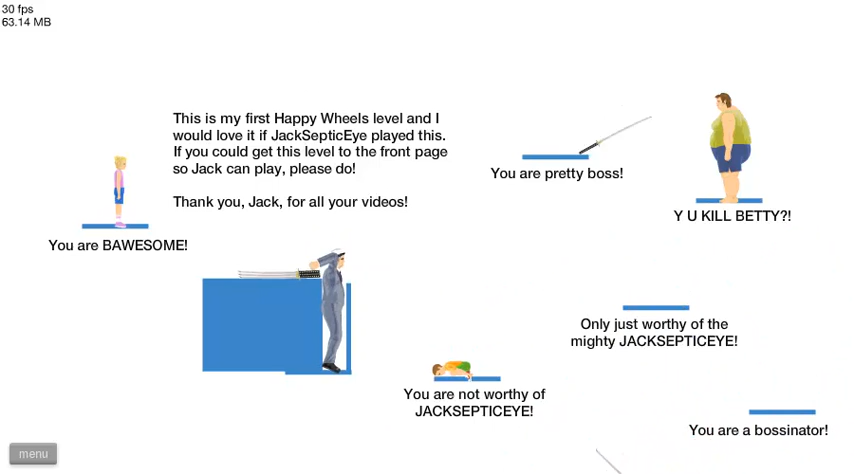 30 fps
63.14 MB
This is my first Happy Wheels level and I
would love it if JackSepticEye played this.
If you could get this level to the front page
so Jack can play, please do!
Thank you, Jack, for all your videos!
You are pretty boss!
Y U KILL BETTY?!
You are BAWESOME!
Only just worthy of the
mighty JACKSEPTICEYE!
You are not worthy of
JACKSEPTICEYE!
You are a bossinator!
menu